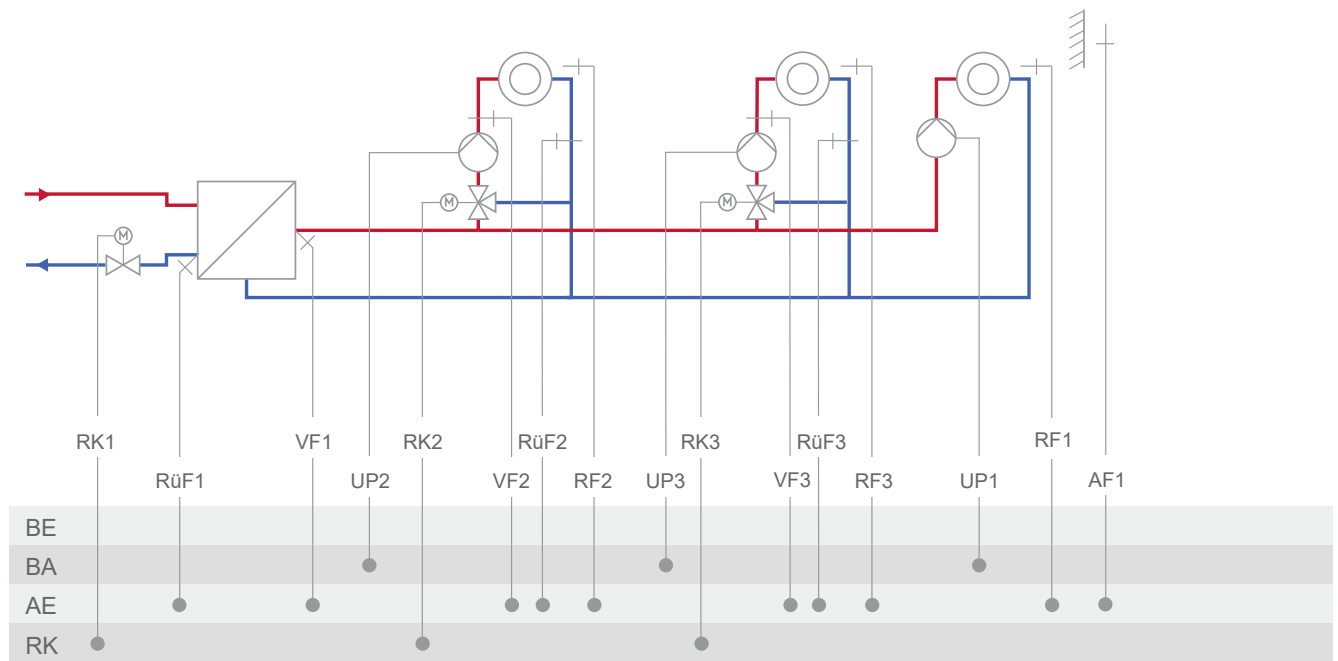 M
M
M
RK1
VF1
RK2
RüF2
RK3
RüF3
RF1
RüF1
UP2
VF2
RF2
UP3
VF3
RF3
UP1
AF1
BE
BA
AE
RK